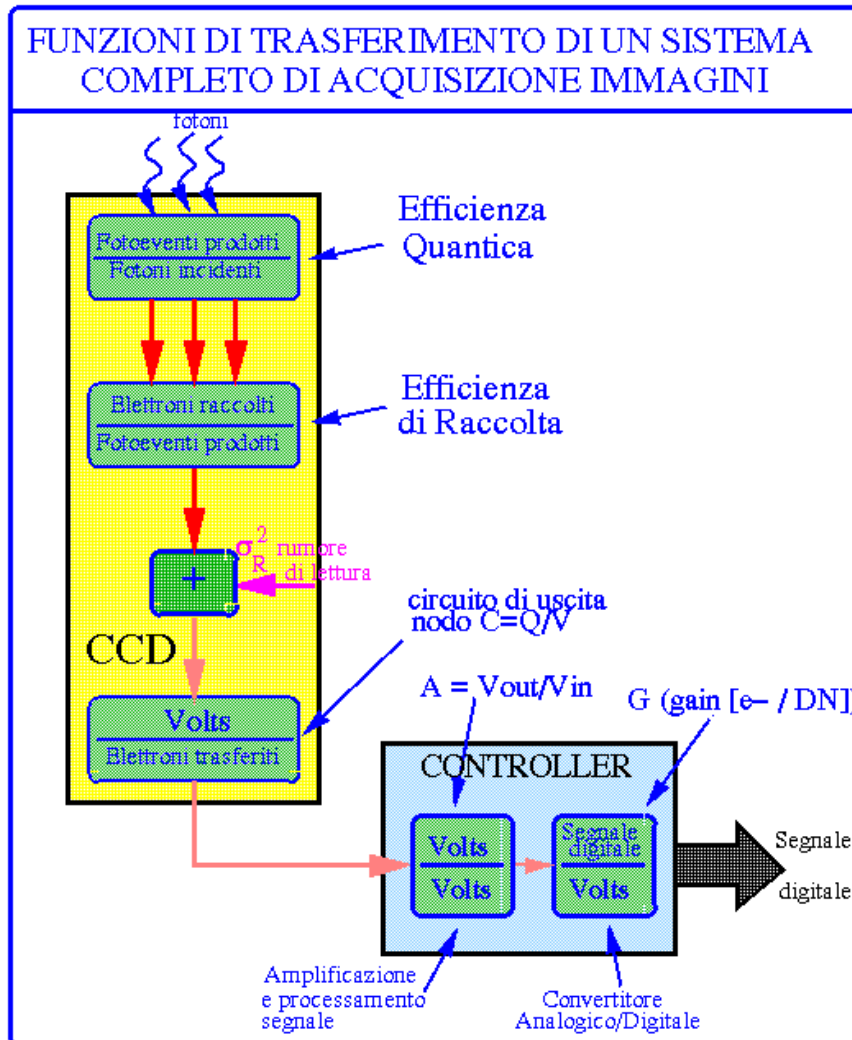 FUNZIONI DI TRASFERIMENTO DI UN SISTEMA
COMPLETO DI ACQUISIZIONE IMMAGINI
fotoni
Fotoeventi prodotti
Fotoni incidenti
Efficienza
Quantica
Elettroni raccolti
Fotoeventi prodotti
Efficienza
di Raccolta
+
σ²R rumore
di lettura
CCD
circuito di uscita
nodo C=Q/V
Volts
Elettroni trasferiti
A = Vout/Vin
G (gain [e− / DN])
CONTROLLER
Volts
Volts
Segnale
digitale
Volts
Segnale
digitale
Amplificazione
e processamento
segnale
Convertitore
Analogico/Digitale